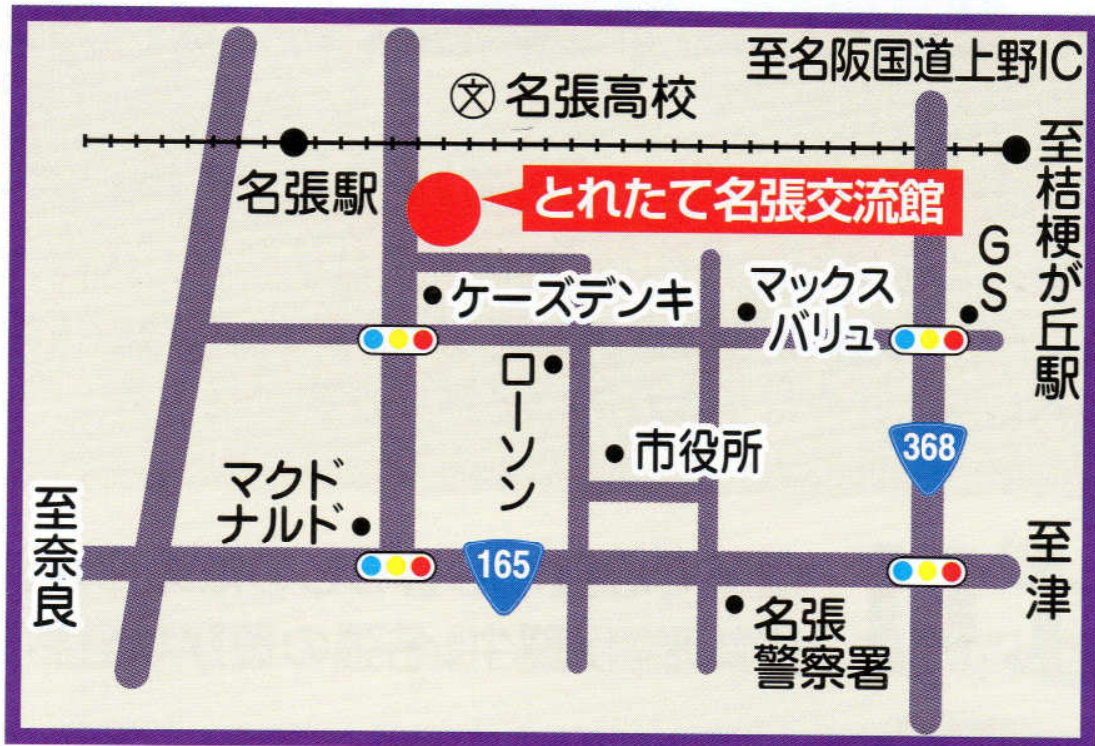 至名阪国道上野IC
文
名張高校
至桔梗が丘駅
名張駅
とれたて名張交流館
GS
ケーズデンキ
マックス
バリュ
ローソン
市役所
368
マクド
ナルド
至奈良
165
至津
名張
警察署